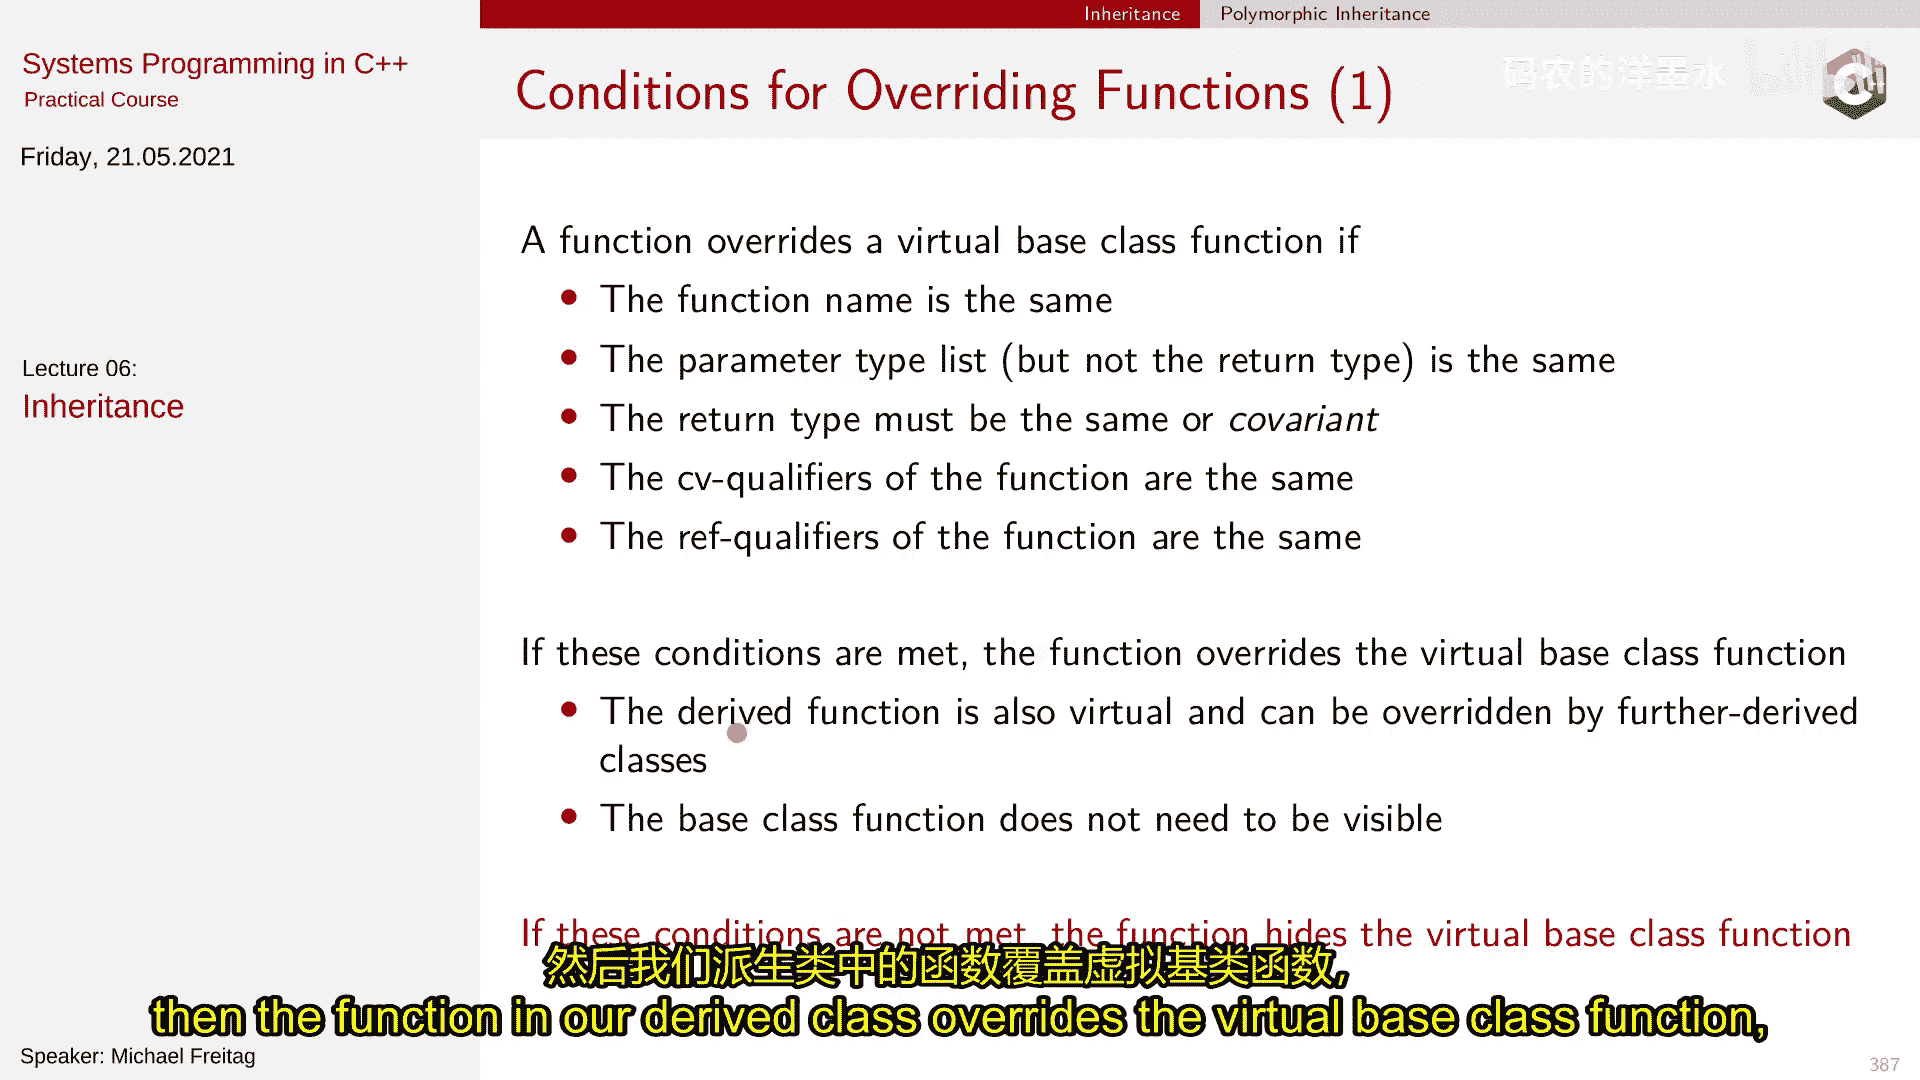 Inheritance
Polymorphic Inheritance
Systems Programming in C++
Practical Course
Friday, 21.05.2021
Lecture 06:
Inheritance
Conditions for Overriding Functions (1)
码农的洋墨水
A function overrides a virtual base class function if
• The function name is the same
• The parameter type list (but not the return type) is the same
• The return type must be the same or covariant
• The cv-qualifiers of the function are the same
• The ref-qualifiers of the function are the same
If these conditions are met, the function overrides the virtual base class function
• The derived function is also virtual and can be overridden by further-derived
classes
• The base class function does not need to be visible
If these conditions are not met, the function hides the virtual base class function
然后我们派生类中的函数覆盖虚拟基类函数,
then the function in our derived class overrides the virtual base class function,
Speaker: Michael Freitag
387